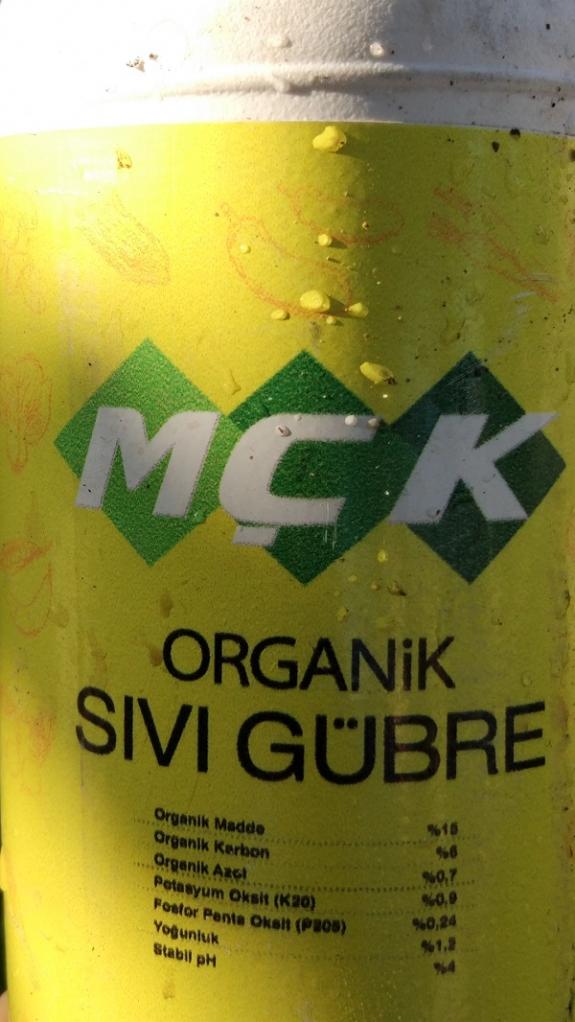 MÇK
ORGANiK
SIVI GÜBRE
Organik Madde %15
Organik Karbon %6
Organik Azot %0,7
Potasyum Oksit (K20) %0,9
Fosfor Penta Oksit (P205) %0,24
Yoğunluk %1,2
Stabil pH %4